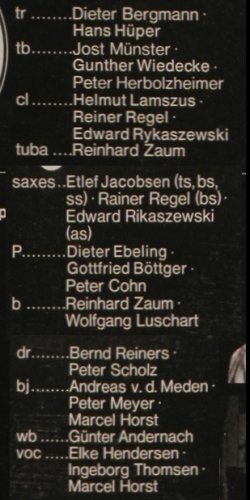 tr ........Dieter Bergmann ·
Hans Hüper
tb........Jost Münster ·
Gunther Wiedecke ·
Peter Herbolzheimer
cl ........Helmut Lamszus ·
Reiner Regel ·
Edward Rykaszewski
tuba ....Reinhard Zaum
saxes..Etlef Jacobsen (ts, bs,
ss) · Rainer Regel (bs) ·
Edward Rikaszewski
(as)
P.........Dieter Ebeling ·
Gottfried Böttger ·
Peter Cohn
b .........Reinhard Zaum ·
Wolfgang Luschart
dr........Bernd Reiners ·
Peter Scholz
bj........Andreas v. d. Meden ·
Peter Meyer ·
Marcel Horst
wb ......Günter Andernach
voc .....Elke Hendersen ·
Ingeborg Thomsen ·
Marcel Horst